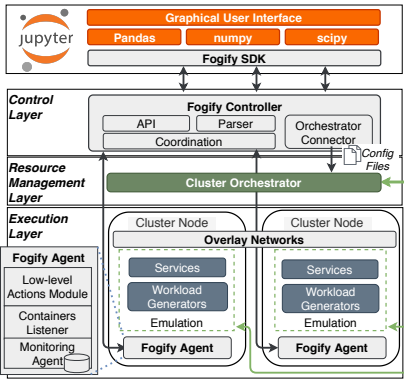 Graphical User Interface
jupyter
Pandas
numpy
scipy
Fogify SDK
Control
Layer
Fogify Controller
API
Parser
Coordination
Orchestrator
Connector
Config
Files
Resource
Management
Layer
Cluster Orchestrator
Execution
Layer
Cluster Node
Cluster Node
Overlay Networks
Fogify Agent
Low-level
Actions Module
Containers
Listener
Monitoring
Agent
Services
Workload
Generators
Emulation
Fogify Agent
Services
Workload
Generators
Emulation
Fogify Agent